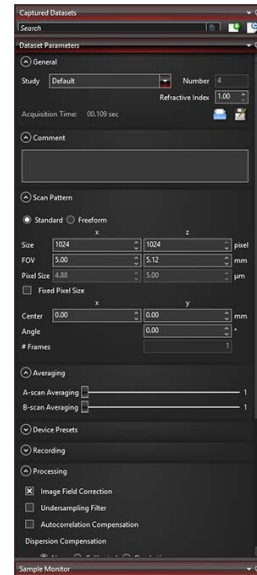 Captured Datasets
Search
Dataset Parameters
General
Study Default Number 4
Refractive Index 1.00
Acquisition Time: 00.109 sec
Comment
Scan Pattern
Standard Freeform
x z
Size 1024 1024 pixel
FOV 5.00 5.12 mm
Pixel Size 4.88 5.00 µm
Fixed Pixel Size
x y
Center 0.00 0.00 mm
Angle 0.00 °
# Frames 1
Averaging
A-scan Averaging 1
B-scan Averaging 1
Device Presets
Recording
Processing
Image Field Correction
Undersampling Filter
Autocorrelation Compensation
Dispersion Compensation
Sample Monitor